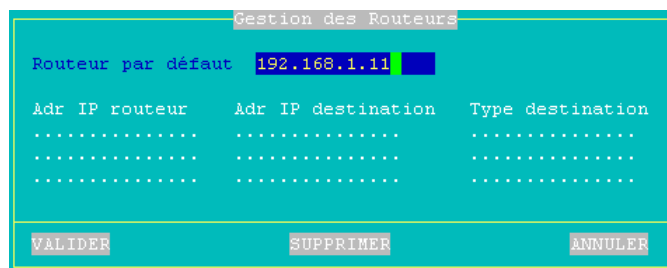 Gestion des Routeurs
Routeur par défaut 192.168.1.11
Adr IP routeur Adr IP destination Type destination
............... ............... ...............
............... ............... ...............
............... ............... ...............
VALIDER SUPPRIMER ANNULER